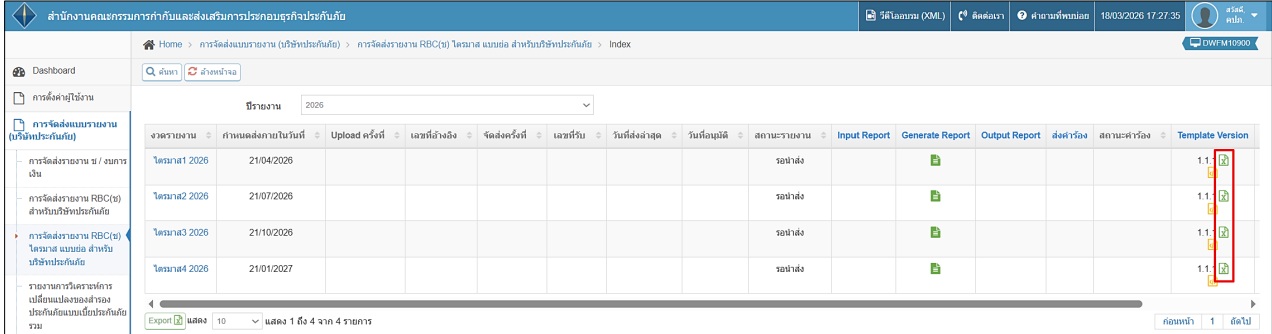 สำนักงานคณะกรรมการกำกับและส่งเสริมการประกอบธุรกิจประกันภัย
วีดีโออบรม (XML) ติดต่อเรา คำถามที่พบบ่อย 18/03/2026 17:27:35 สวัสดี, คปภ.
Home > การจัดส่งแบบรายงาน (บริษัทประกันภัย) > การจัดส่งรายงาน RBC(ช) ไตรมาส แบบย่อ สำหรับบริษัทประกันภัย > Index
DWFM10900
Dashboard
การตั้งค่าผู้ใช้งาน
การจัดส่งแบบรายงาน
(บริษัทประกันภัย)
การจัดส่งรายงาน ช / งบการ
เงิน
การจัดส่งรายงาน RBC(ช)
สำหรับบริษัทประกันภัย
การจัดส่งรายงาน RBC(ช)
ไตรมาส แบบย่อ สำหรับ
บริษัทประกันภัย
รายงานการวิเคราะห์การ
เปลี่ยนแปลงของสำรอง
ประกันภัยแบบเบี้ยประกันภัย
รวม
ค้นหา ล้างหน้าจอ
ปีรายงาน 2026
งวดรายงาน กำหนดส่งภายในวันที่ Upload ครั้งที่ เลขที่อ้างอิง จัดส่งครั้งที่ เลขที่รับ วันที่ส่งล่าสุด วันที่อนุมัติ สถานะรายงาน Input Report Generate Report Output Report ส่งคำร้อง สถานะคำร้อง Template Version
ไตรมาส1 2026 21/04/2026 รอนำส่ง 1.1.
ไตรมาส2 2026 21/07/2026 รอนำส่ง 1.1.
ไตรมาส3 2026 21/10/2026 รอนำส่ง 1.1.
ไตรมาส4 2026 21/01/2027 รอนำส่ง 1.1.
Export แสดง 10 แสดง 1 ถึง 4 จาก 4 รายการ
ก่อนหน้า 1 ถัดไป